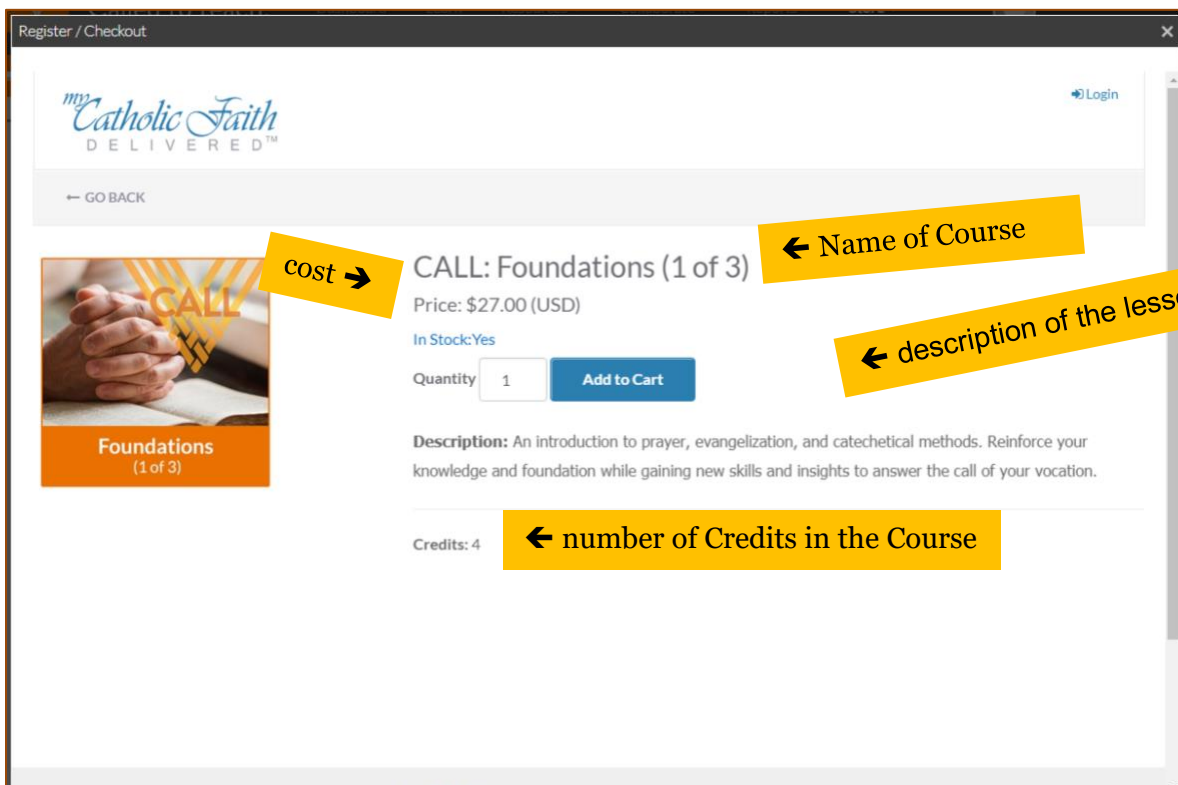 Register / Checkout
my Catholic Faith
DELIVERED™
Login
← GO BACK
cost →
CALL: Foundations (1 of 3)
← Name of Course
Price: $27.00 (USD)
In Stock:Yes
← description of the
Quantity 1 Add to Cart
CALL
Foundations
(1 of 3)
Description: An introduction to prayer, evangelization, and catechetical methods. Reinforce your
knowledge and foundation while gaining new skills and insights to answer the call of your vocation.
Credits: 4
← number of Credits in the Course